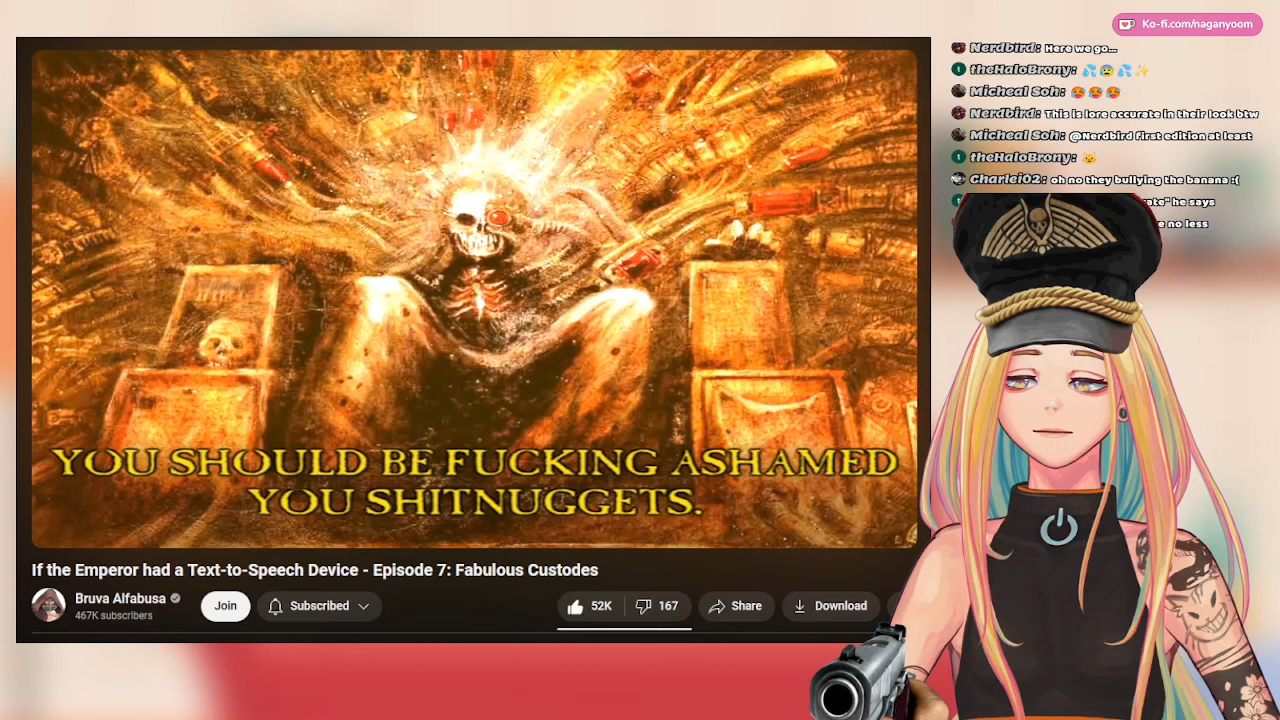 Ko-fi.com/naganyoom
Nerdbird: Here we go...
theHaloBrony: 💦😰💦✨
Micheal Soh: 🥵🥵🥵
Nerdbird: This is lore accurate in their look btw
Micheal Soh: @Nerdbird first edition at least
theHaloBrony: 😼
Charlei02: oh no they bullying the banana :(
he says
e no less
YOU SHOULD BE FUCKING ASHAMED
YOU SHITNUGGETS.
If the Emperor had a Text-to-Speech Device - Episode 7: Fabulous Custodes
Bruva Alfabusa
467K subscribers
Join
Subscribed
52K
167
Share
Download